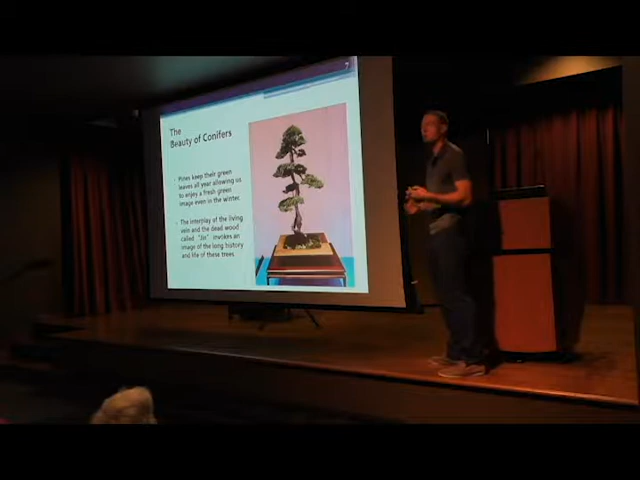 7
The
Beauty of Conifers
Pines keep their green
leaves all year allowing us
to enjoy a fresh green
image even in the winter.
The interplay of the living
vein and the dead wood
called "Jin" invokes an
image of the long history
and life of these trees.